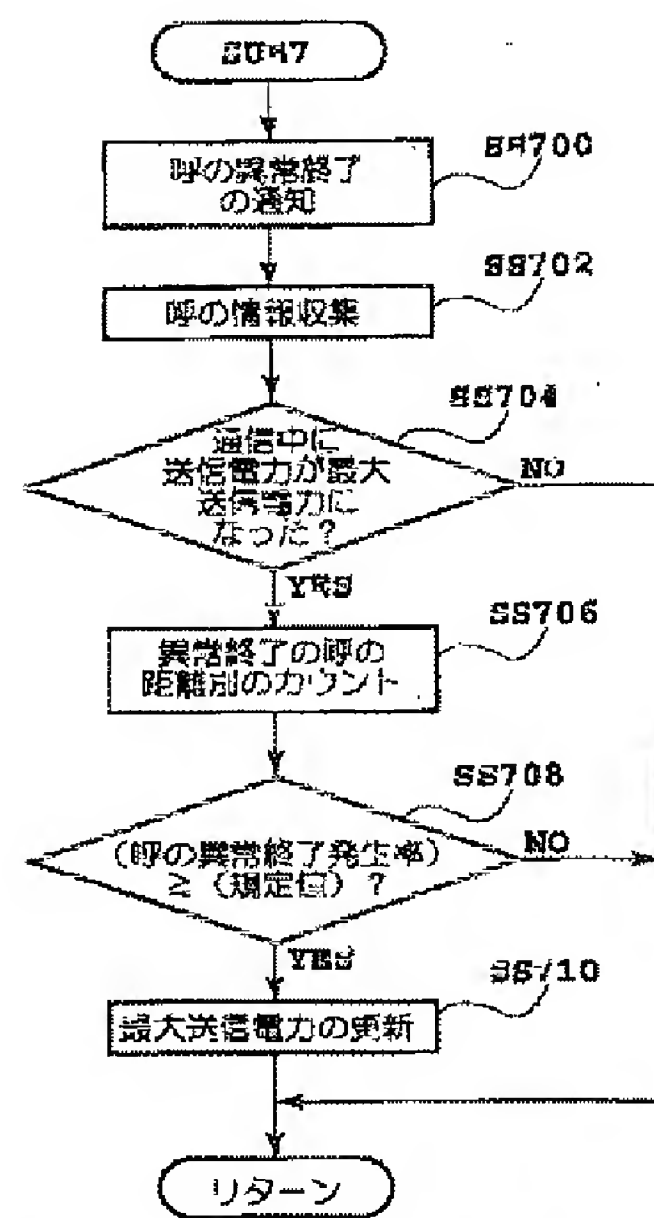 SUB7
呼の異常終了
の通知
SS700
呼の情報収集
SS702
通信中に
送信電力が最大
送信電力に
なった？
SS704
NO
YES
異常終了の呼の
距離別のカウント
SS706
（呼の異常終了発生率）
≥（規定値）？
SS708
NO
YES
最大送信電力の更新
SS710
リターン